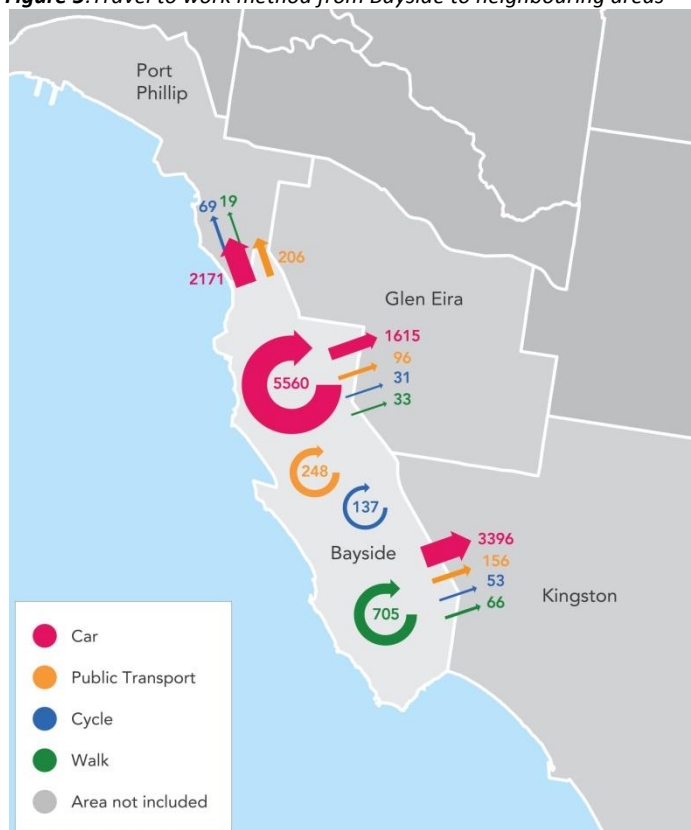 Figure 3: Travel to work method from Bayside to neighbouring areas
Port
Phillip
69 19
2171
206
Glen Eira
1615
96
31
33
5560
248
137
Bayside
3396
156
53
66
705
Kingston
Car
Public Transport
Cycle
Walk
Area not included